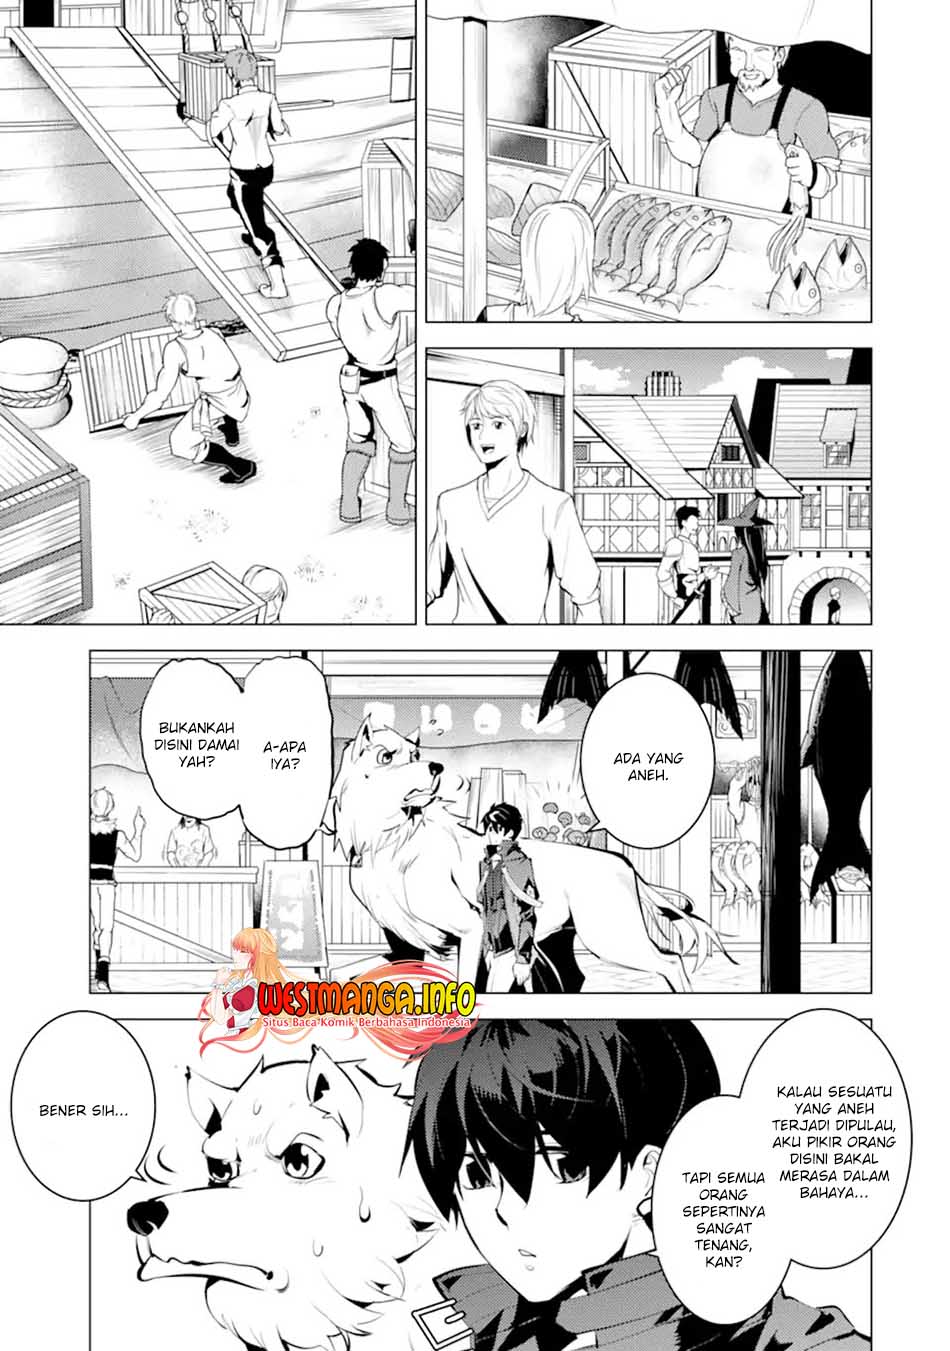 ADA YANG
ANEH.
A-APA
IYA?
BUKANKAH
DISINI DAMAI
YAH?
WESTMANGA.INFO
Situs Baca Komik Berbahasa Indonesia
KALAU SESUATU
YANG ANEH
TERJADI DIPULAU,
AKU PIKIR ORANG
DISINI BAKAL
MERASA DALAM
BAHAYA...
TAPI SEMUA
ORANG
SEPERTINYA
SANGAT
TENANG,
KAN?
BENER SIH...